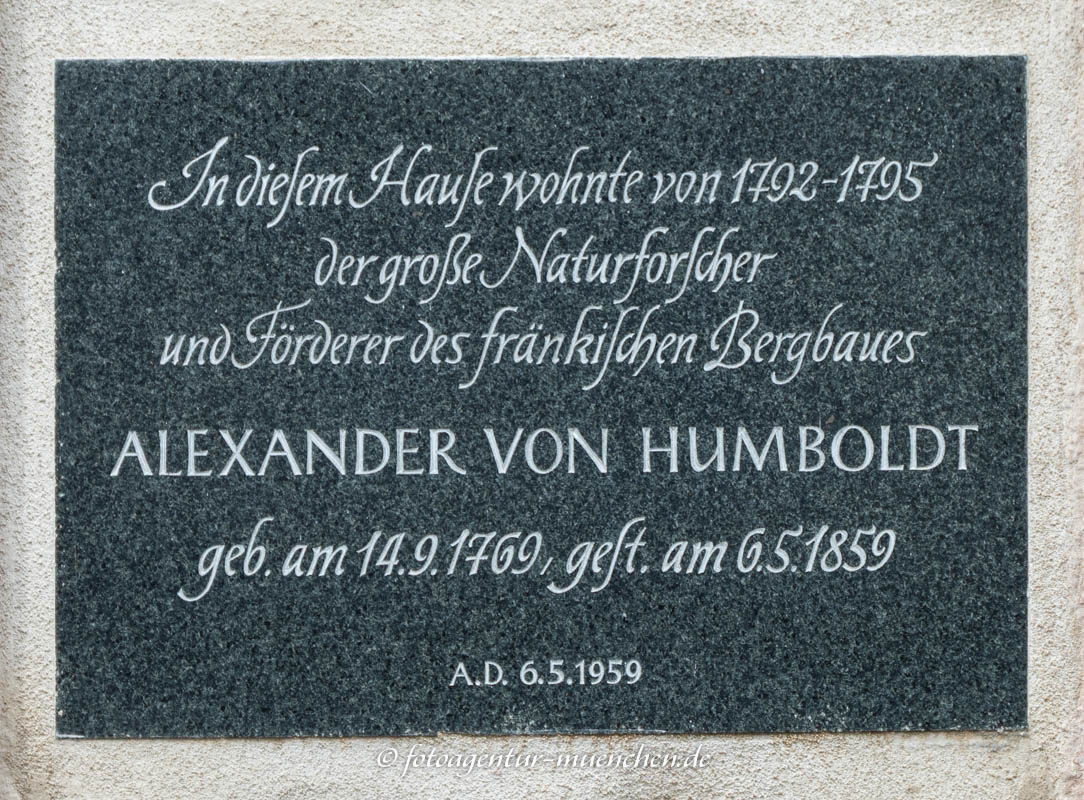 In dieſem Hauſe wohnte von 1792-1795
der große Naturforſcher
und Förderer des fränkiſchen Bergbaues
ALEXANDER VON HUMBOLDT
geb. am 14.9.1769, geſt. am 6.5.1859
A.D. 6.5.1959
© fotoagentur-muenchen.de